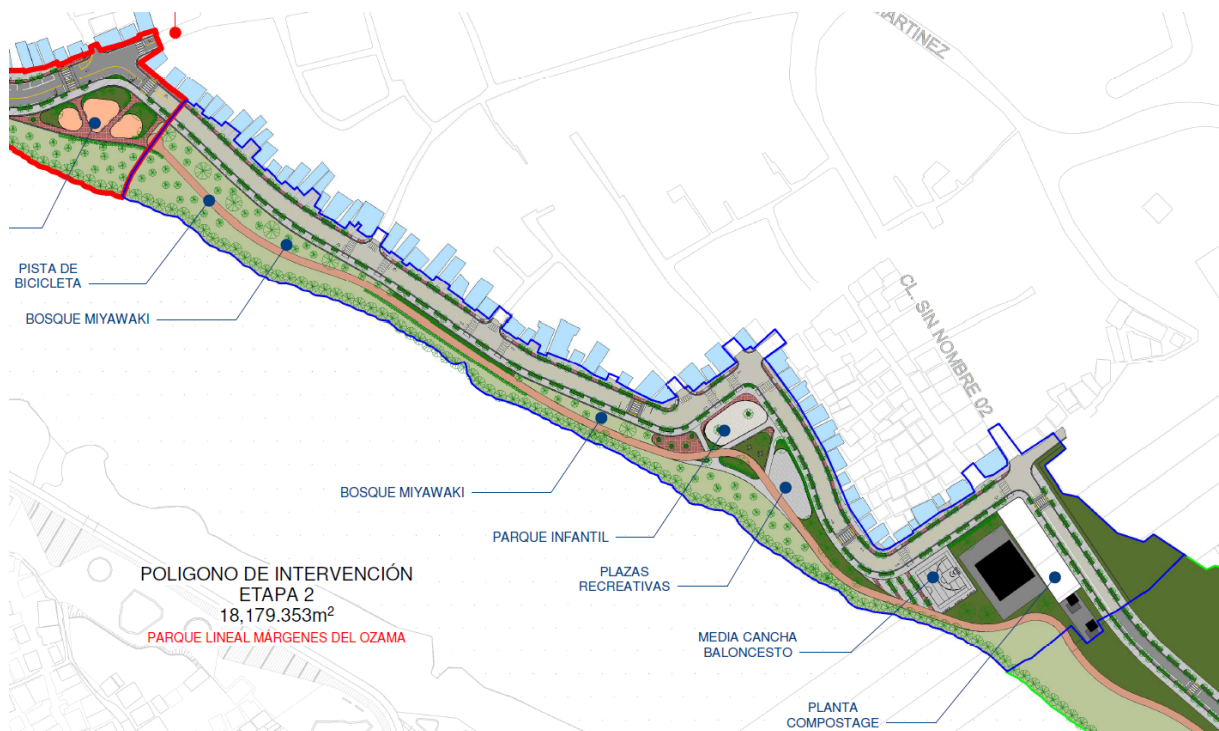 MARTINEZ
CL. SIN NOMBRE 02
PISTA DE
BICICLETA
BOSQUE MIYAWAKI
BOSQUE MIYAWAKI
PARQUE INFANTIL
PLAZAS
RECREATIVAS
MEDIA CANCHA
BALONCESTO
PLANTA
COMPOSTAGE
POLIGONO DE INTERVENCIÓN
ETAPA 2
18,179.353m²
PARQUE LINEAL MÁRGENES DEL OZAMA